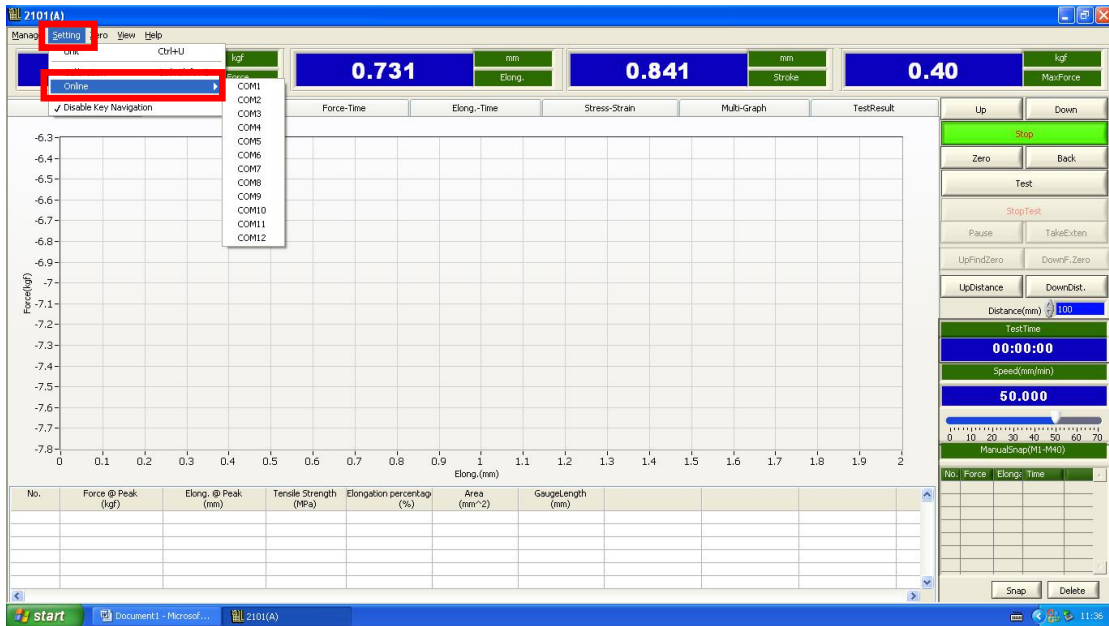 2101(A)
Setting View Help
Unit Ctrl+U
Online
Disable Key Navigation
COM1
COM2
COM3
COM4
COM5
COM6
COM7
COM8
COM9
COM10
COM11
COM12
kgf
0.731 mm Elong.
0.841 mm Stroke
0.40 kgf MaxForce
Force-Time Elong.-Time Stress-Strain Multi-Graph TestResult
Up Down
Stop
Zero Back
Test
StopTest
Pause TakeExten
UpFindZero DownF.Zero
UpDistance DownDist.
Distance(mm) 100
TestTime
00:00:00
Speed(mm/min)
50.000
0 10 20 30 40 50 60 70
ManualSnap(M1-M40)
No. Force Elong Time
Snap Delete
Force(kgf)
-6.3
-6.4
-6.5
-6.6
-6.7
-6.8
-6.9
-7
-7.1
-7.2
-7.3
-7.4
-7.5
-7.6
-7.7
-7.8
0 0.1 0.2 0.3 0.4 0.5 0.6 0.7 0.8 0.9 1 1.1 1.2 1.3 1.4 1.5 1.6 1.7 1.8 1.9 2
Elong.(mm)
No. Force @ Peak Elong. @ Peak Tensile Strength Elongation percentag Area GaugeLength
(kgf) (mm) (MPa) (%) (mm^2) (mm)
start Document1 - Microsof... 2101(A) 11:36